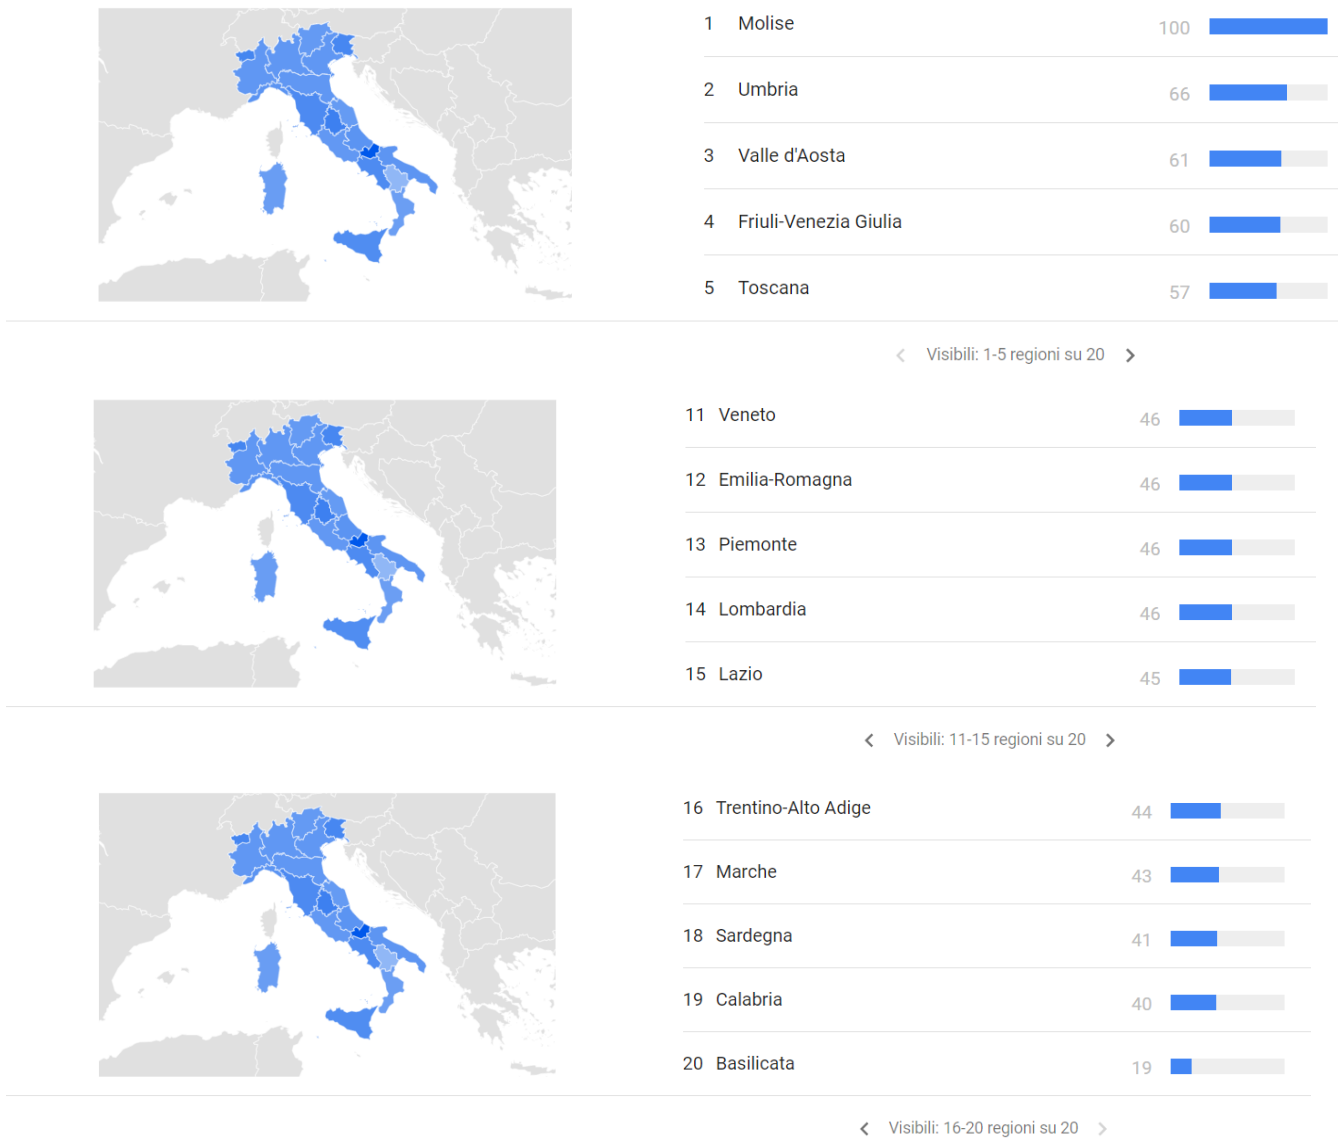 1 Molise 100
2 Umbria 66
3 Valle d'Aosta 61
4 Friuli-Venezia Giulia 60
5 Toscana 57
Visibili: 1-5 regioni su 20
11 Veneto 46
12 Emilia-Romagna 46
13 Piemonte 46
14 Lombardia 46
15 Lazio 45
Visibili: 11-15 regioni su 20
16 Trentino-Alto Adige 44
17 Marche 43
18 Sardegna 41
19 Calabria 40
20 Basilicata 19
Visibili: 16-20 regioni su 20